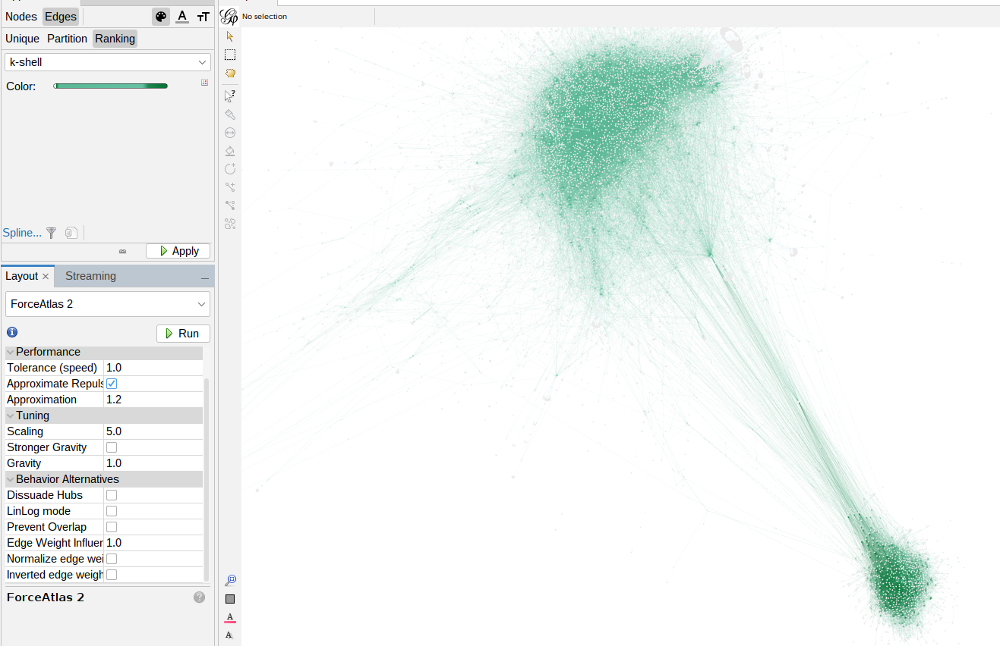 Nodes Edges A TT
No selection
Unique Partition Ranking
k-shell
Color:
Spline...
Apply
Layout × Streaming
ForceAtlas 2
Run
Performance
Tolerance (speed) 1.0
Approximate Repuls
Approximation 1.2
Tuning
Scaling 5.0
Stronger Gravity
Gravity 1.0
Behavior Alternatives
Dissuade Hubs
LinLog mode
Prevent Overlap
Edge Weight Influer 1.0
Normalize edge wei
Inverted edge weigh
ForceAtlas 2 ?
A
A